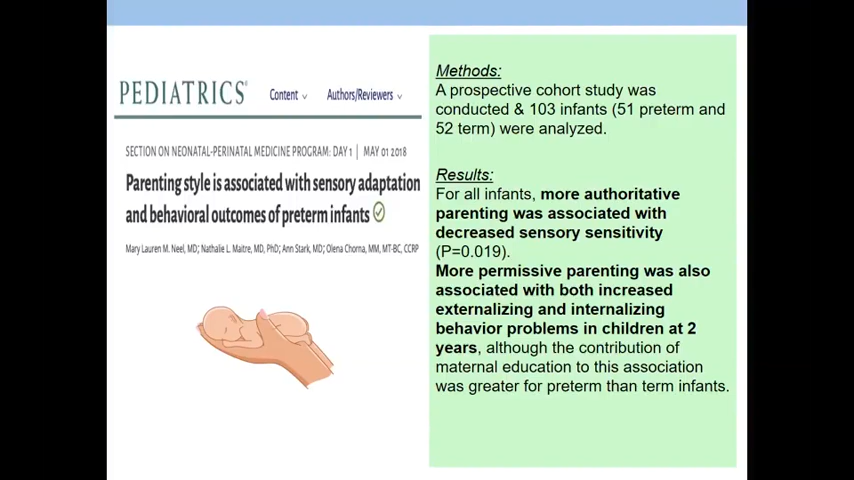 PEDIATRICS®
Content
Authors/Reviewers
SECTION ON NEONATAL-PERINATAL MEDICINE PROGRAM: DAY 1 | MAY 01 2018
Parenting style is associated with sensory adaptation
and behavioral outcomes of preterm infants
Mary Lauren M. Neel, MD; Nathalie L. Maitre, MD, PhD; Ann Stark, MD; Olena Chorna, MM, MT-BC, CCRP
Methods:
A prospective cohort study was
conducted & 103 infants (51 preterm and
52 term) were analyzed.
Results:
For all infants, more authoritative
parenting was associated with
decreased sensory sensitivity
(P=0.019).
More permissive parenting was also
associated with both increased
externalizing and internalizing
behavior problems in children at 2
years, although the contribution of
maternal education to this association
was greater for preterm than term infants.